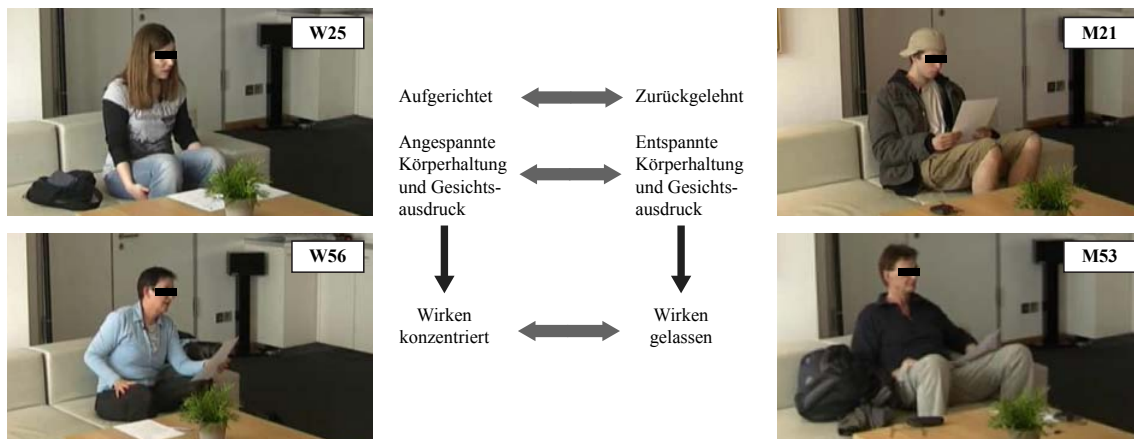 W25
M21
Aufgerichtet
Zurückgelehnt
Angespannte
Körperhaltung
und Gesichts-
ausdruck
Entspannte
Körperhaltung
und Gesichts-
ausdruck
W56
M53
Wirken
konzentriert
Wirken
gelassen